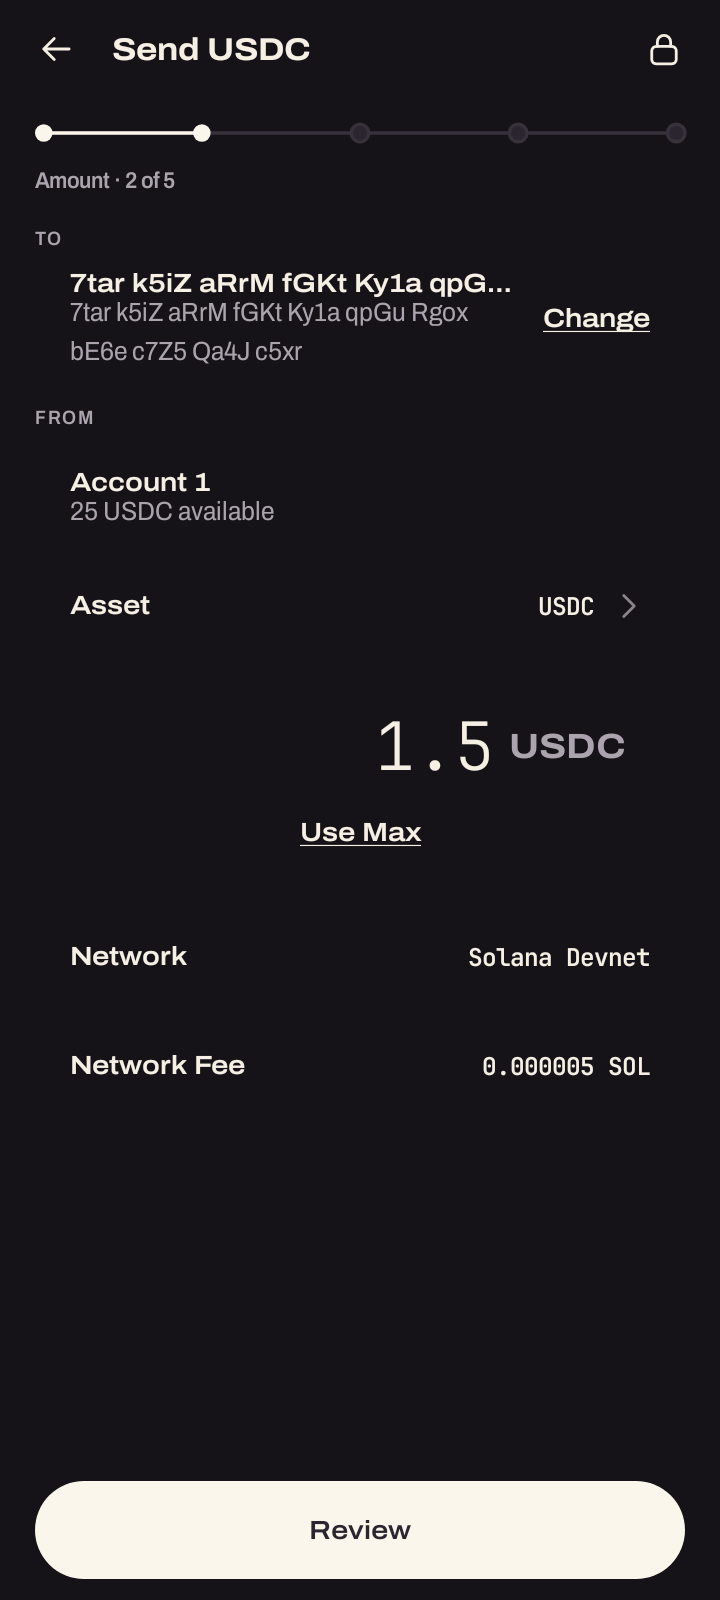 Send USDC
Amount · 2 of 5
TO
7tar k5iZ aRrM fGKt Ky1a qpG...
7tar k5iZ aRrM fGKt Ky1a qpGu Rgox
bE6e c7Z5 Qa4J c5xr
Change
FROM
Account 1
25 USDC available
Asset USDC
1.5 USDC
Use Max
Network Solana Devnet
Network Fee 0.000005 SOL
Review